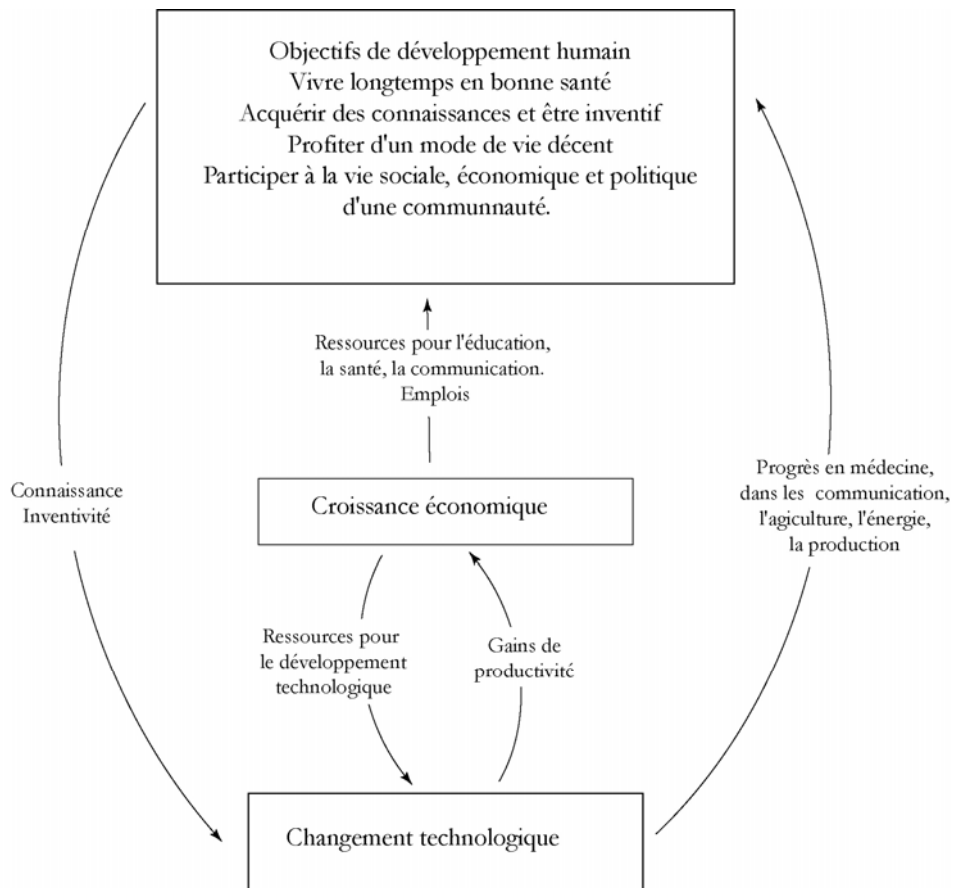 Objectifs de développement humain
Vivre longtemps en bonne santé
Acquérir des connaissances et être inventif
Profiter d'un mode de vie décent
Participer à la vie sociale, économique et politique
d'une communnauté.
Ressources pour l'éducation,
la santé, la communication.
Emplois
Connaissance
Inventivité
Croissance économique
Progrès en médecine,
dans les communication,
l'agiculture, l'énergie,
la production
Ressources pour
le développement
technologique
Gains de
productivité
Changement technologique